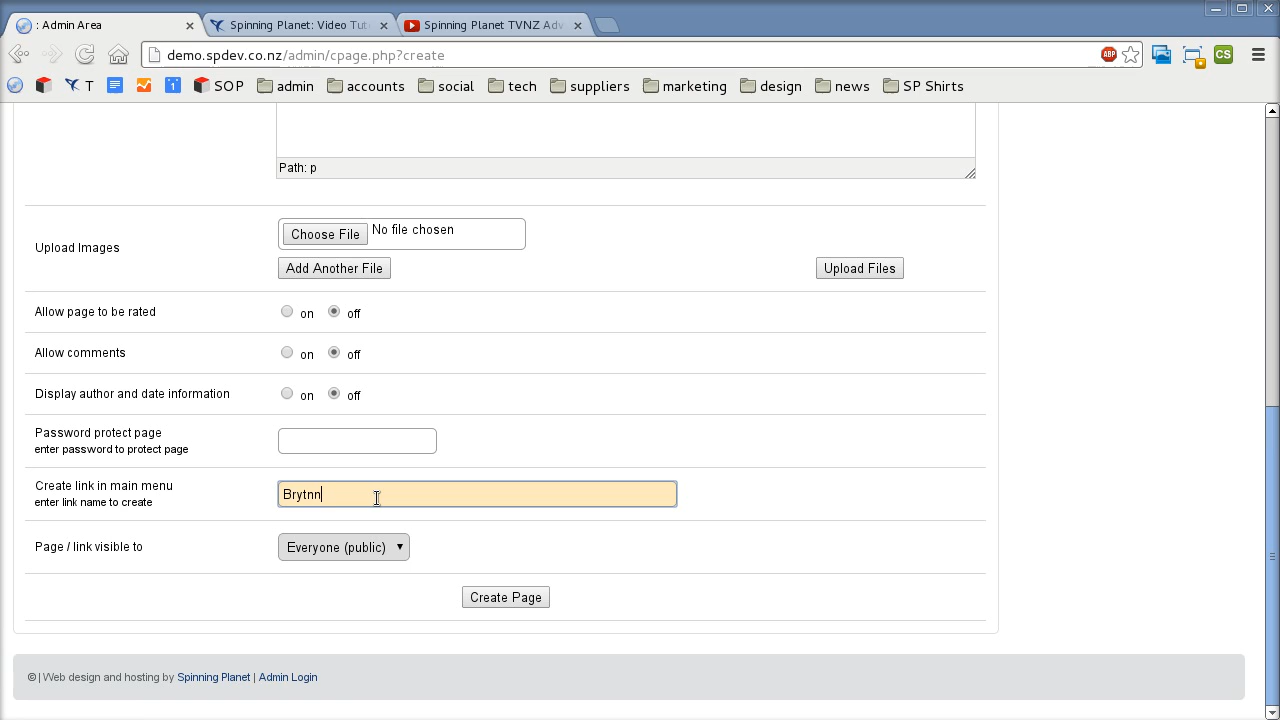 : Admin Area
Spinning Planet: Video Tut
Spinning Planet TVNZ Adv
demo.spdev.co.nz/admin/cpage.php?create
ABP
CS
T
1
SOP
admin
accounts
social
tech
suppliers
marketing
design
news
SP Shirts
Path: p
Upload Images
Choose File No file chosen
Add Another File
Upload Files
Allow page to be rated
on off
Allow comments
on off
Display author and date information
on off
Password protect page
enter password to protect page
Create link in main menu
enter link name to create
Brytnn
Page / link visible to
Everyone (public)
Create Page
© | Web design and hosting by Spinning Planet | Admin Login